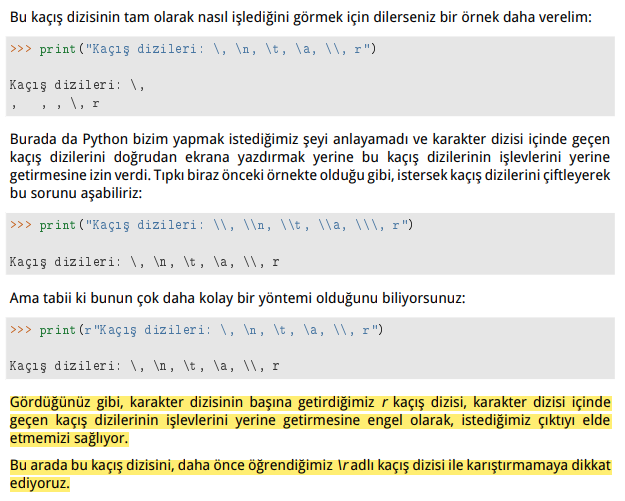 Bu kaçış dizisinin tam olarak nasıl işlediğini görmek için dilerseniz bir örnek daha verelim:
>>> print("Kaçış dizileri: \, \n, \t, \a, \\, r")
Kaçış dizileri: \,
,   , , \, r
Burada da Python bizim yapmak istediğimiz şeyi anlayamadı ve karakter dizisi içinde geçen
kaçış dizilerini doğrudan ekrana yazdırmak yerine bu kaçış dizilerinin işlevlerini yerine
getirmesine izin verdi. Tıpkı biraz önceki örnekte olduğu gibi, istersek kaçış dizilerini çiftleyerek
bu sorunu aşabiliriz:
>>> print("Kaçış dizileri: \\, \\n, \\t, \\a, \\\, r")
Kaçış dizileri: \, \n, \t, \a, \\, r
Ama tabii ki bunun çok daha kolay bir yöntemi olduğunu biliyorsunuz:
>>> print(r"Kaçış dizileri: \, \n, \t, \a, \\, r")
Kaçış dizileri: \, \n, \t, \a, \\, r
Gördüğünüz gibi, karakter dizisinin başına getirdiğimiz r kaçış dizisi, karakter dizisi içinde
geçen kaçış dizilerinin işlevlerini yerine getirmesine engel olarak, istediğimiz çıktıyı elde
etmemizi sağlıyor.
Bu arada bu kaçış dizisini, daha önce öğrendiğimiz \r adlı kaçış dizisi ile karıştırmamaya dikkat
ediyoruz.